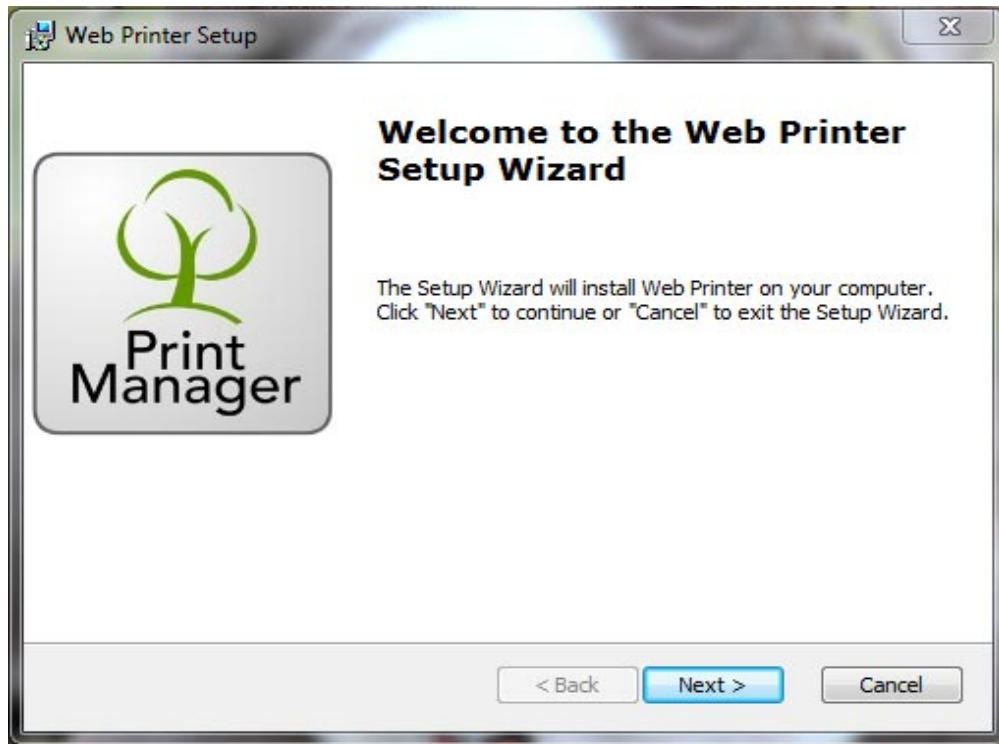 Web Printer Setup
Welcome to the Web Printer
Setup Wizard
The Setup Wizard will install Web Printer on your computer.
Click "Next" to continue or "Cancel" to exit the Setup Wizard.
Print
Manager
< Back
Next >
Cancel